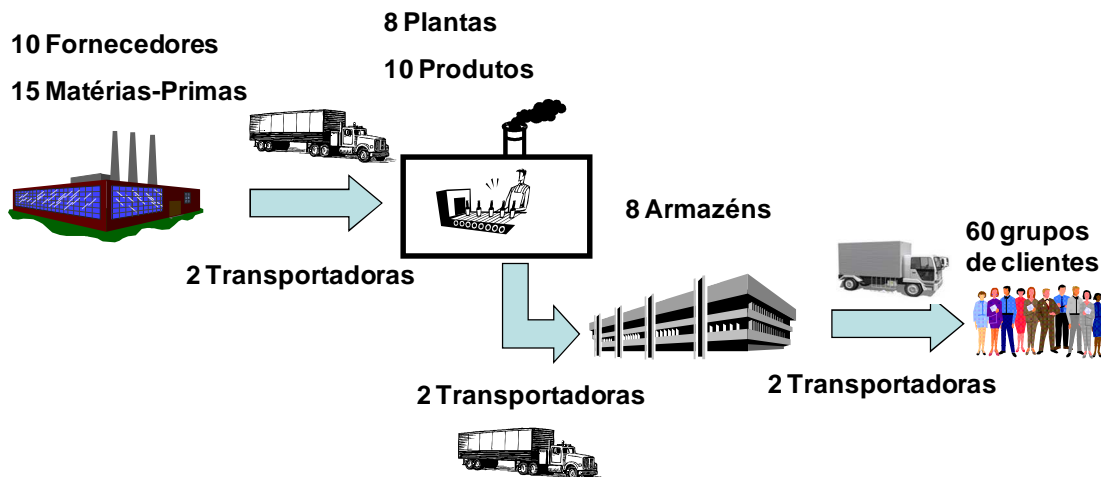 10 Fornecedores
15 Matérias-Primas
8 Plantas
10 Produtos
2 Transportadoras
8 Armazéns
2 Transportadoras
60 grupos
de clientes
2 Transportadoras